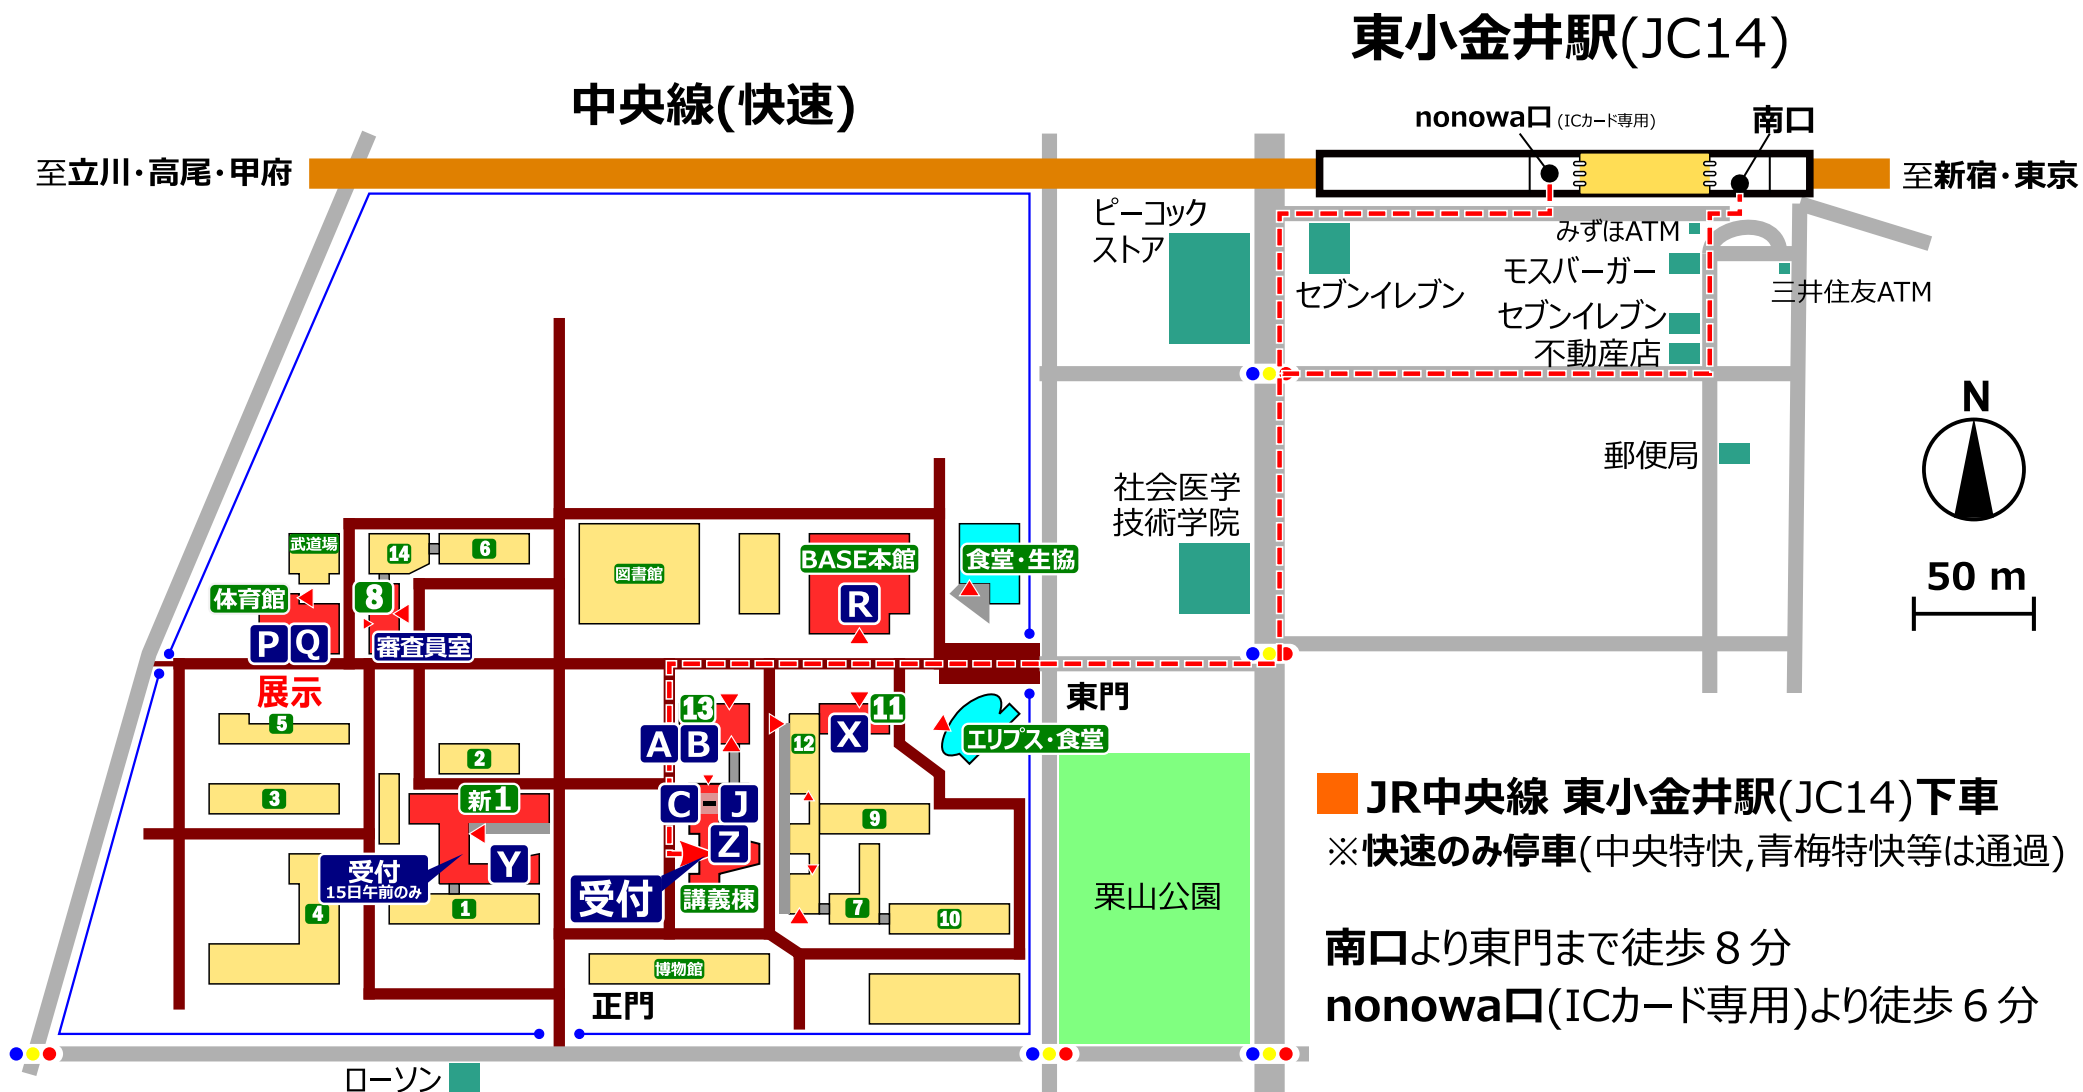 東小金井駅(JC14)
中央線(快速)
nonowa口(ICカード専用)
南口
至立川・高尾・甲府
至新宿・東京
ピーコック
ストア
みずほATM
モスバーガー
セブンイレブン
三井住友ATM
セブンイレブン
不動産店
N
郵便局
社会医学
技術学院
50 m
武道場
14
6
図書館
BASE本館
食堂・生協
体育館
8
R
P
Q
審査員室
展示
東門
5
13
11
A
B
X
12
エリプス・食堂
2
3
新1
C
J
9
Z
JR中央線 東小金井駅(JC14)下車
※快速のみ停車(中央特快,青梅特快等は通過)
受付
15日午前のみ
Y
受付
講義棟
栗山公園
4
1
7
10
南口より東門まで徒歩8分
博物館
正門
nonowa口(ICカード専用)より徒歩6分
ローソン